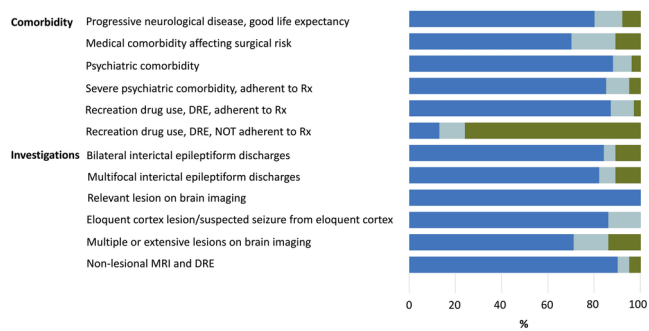 Comorbidity Progressive neurological disease, good life expectancy
Medical comorbidity affecting surgical risk
Psychiatric comorbidity
Severe psychiatric comorbidity, adherent to Rx
Recreation drug use, DRE, adherent to Rx
Recreation drug use, DRE, NOT adherent to Rx
Investigations Bilateral interictal epileptiform discharges
Multifocal interictal epileptiform discharges
Relevant lesion on brain imaging
Eloquent cortex lesion/suspected seizure from eloquent cortex
Multiple or extensive lesions on brain imaging
Non-lesional MRI and DRE
0 20 40 60 80 100
%